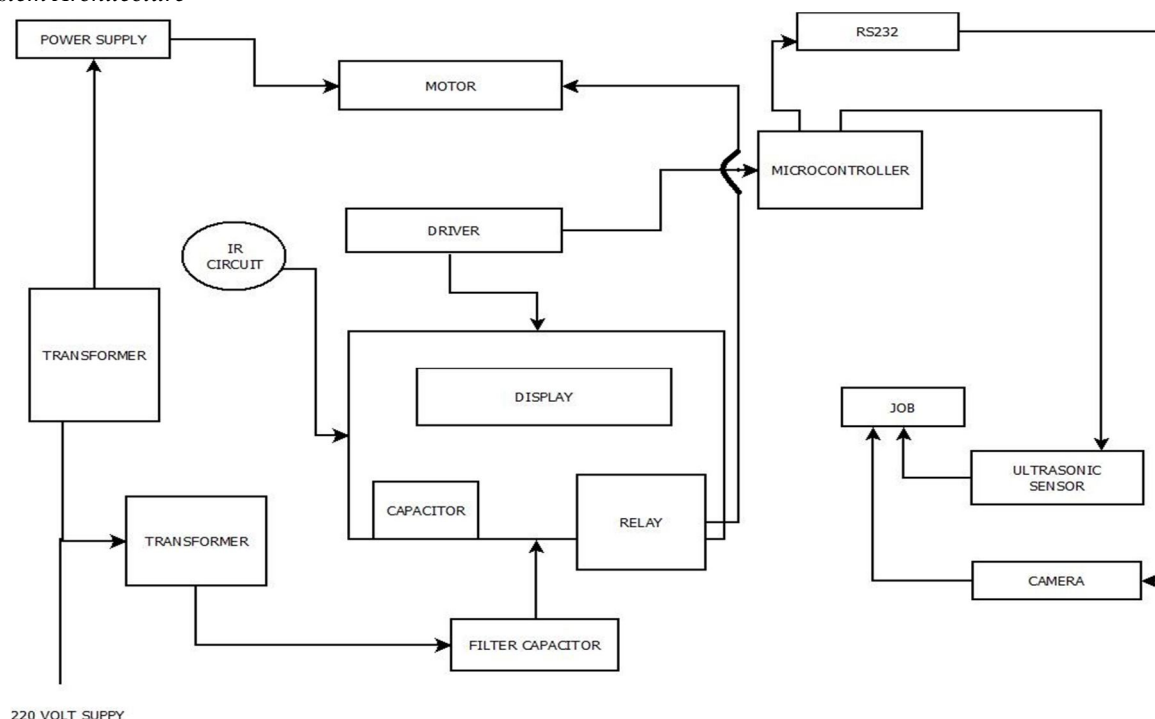 POWER SUPPLY
RS232
MOTOR
MICROCONTROLLER
DRIVER
IR
CIRCUIT
TRANSFORMER
DISPLAY
JOB
ULTRASONIC
SENSOR
CAPACITOR
RELAY
TRANSFORMER
CAMERA
FILTER CAPACITOR
220 VOLT SUPPY